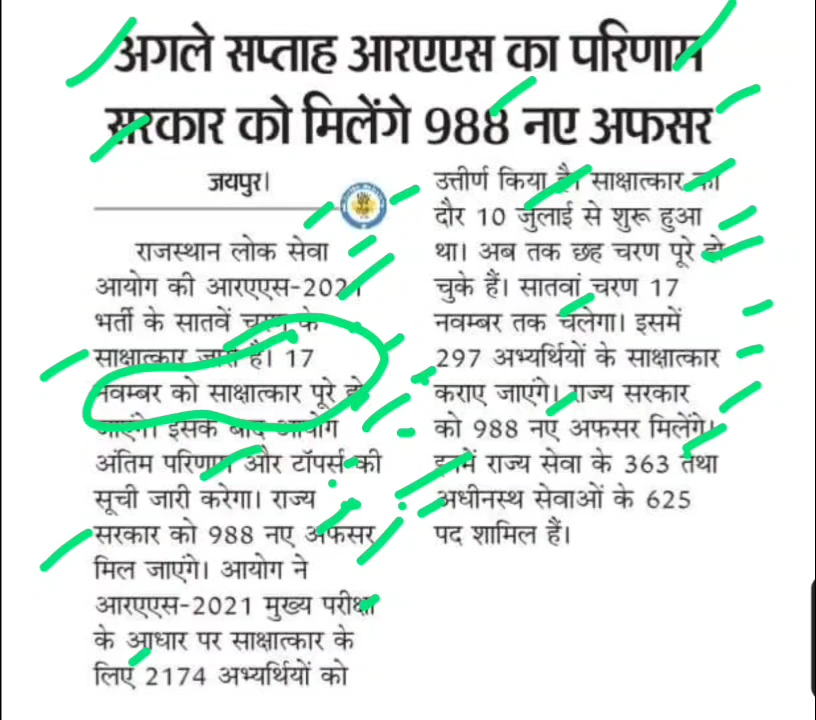 अगले सप्ताह आरएएस का परिणाम
सरकार को मिलेंगे 988 नए अफसर
जयपुर।
राजस्थान लोक सेवा
आयोग की आरएएस-2021
भर्ती के सातवें चरण के
साक्षात्कार जारी है। 17
नवम्बर को साक्षात्कार पूरे हो
जाएंगे। इसके बाद आयोग
अंतिम परिणाम और टॉपर्स की
सूची जारी करेगा। राज्य
सरकार को 988 नए अफसर
मिल जाएंगे। आयोग ने
आरएएस-2021 मुख्य परीक्षा
के आधार पर साक्षात्कार के
लिए 2174 अभ्यर्थियों को
उत्तीर्ण किया है। साक्षात्कार का
दौर 10 जुलाई से शुरू हुआ
था। अब तक छह चरण पूरे हो
चुके हैं। सातवां चरण 17
नवम्बर तक चलेगा। इसमें
297 अभ्यर्थियों के साक्षात्कार
कराए जाएंगे। राज्य सरकार
को 988 नए अफसर मिलेंगे।
इनमें राज्य सेवा के 363 तथा
अधीनस्थ सेवाओं के 625
पद शामिल हैं।